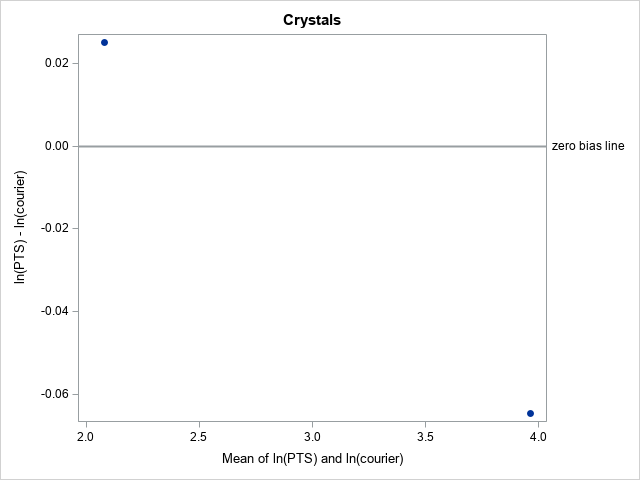 Crystals
0.02
0.00
-0.02
-0.04
-0.06
ln(PTS) - ln(courier)
zero bias line
2.0 2.5 3.0 3.5 4.0
Mean of ln(PTS) and ln(courier)